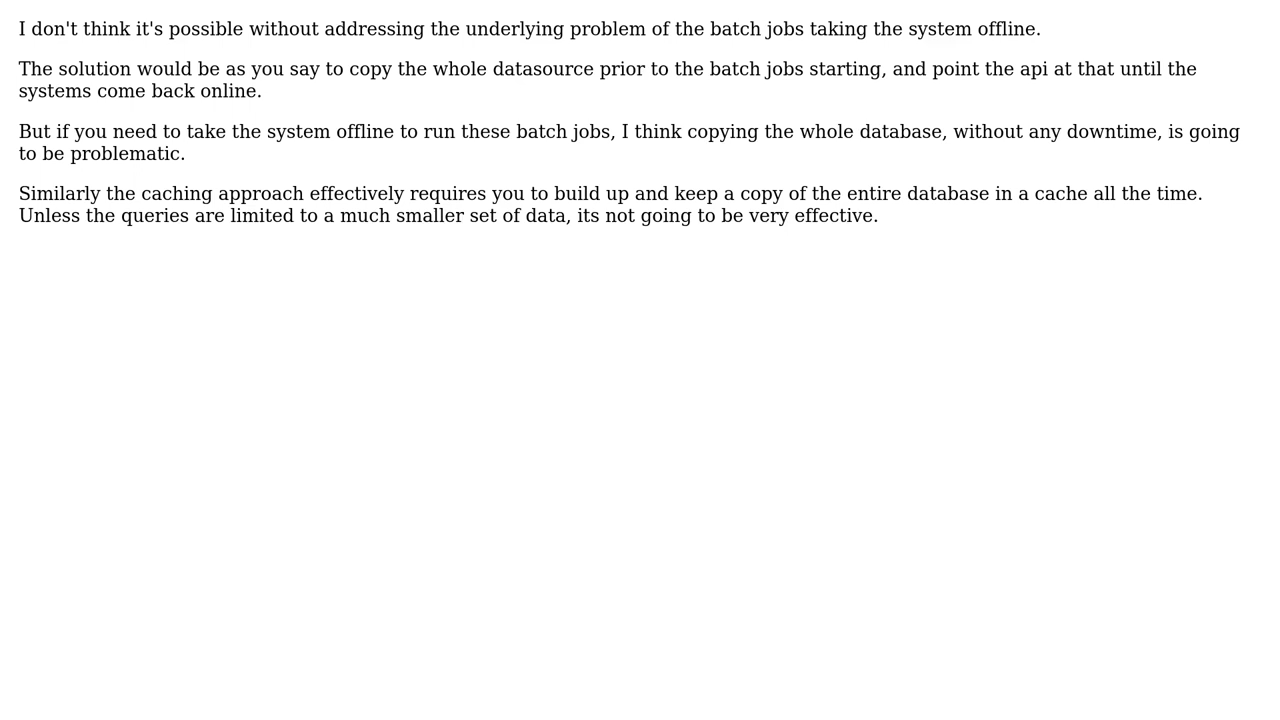 I don't think it's possible without addressing the underlying problem of the batch jobs taking the system offline.
The solution would be as you say to copy the whole datasource prior to the batch jobs starting, and point the api at that until the
systems come back online.
But if you need to take the system offline to run these batch jobs, I think copying the whole database, without any downtime, is going
to be problematic.
Similarly the caching approach effectively requires you to build up and keep a copy of the entire database in a cache all the time.
Unless the queries are limited to a much smaller set of data, its not going to be very effective.